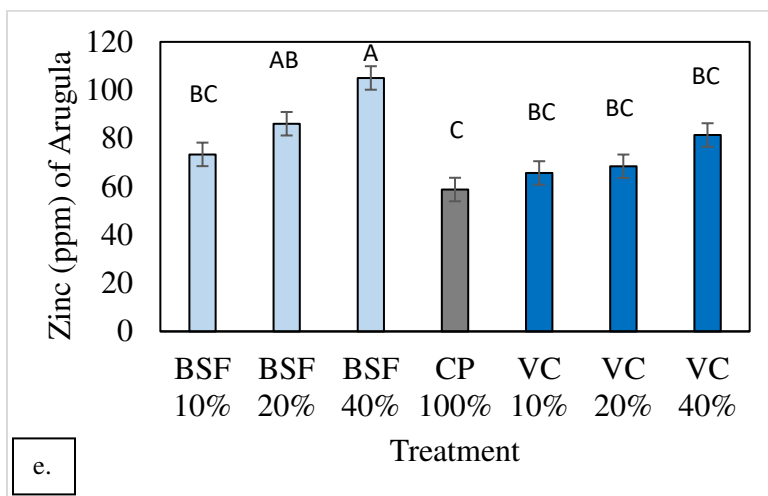 Zinc (ppm) of Arugula
120
100
80
60
40
20
0
BC
AB
A
C
BC
BC
BC
BSF BSF BSF CP VC VC VC
10% 20% 40% 100% 10% 20% 40%
Treatment
e.